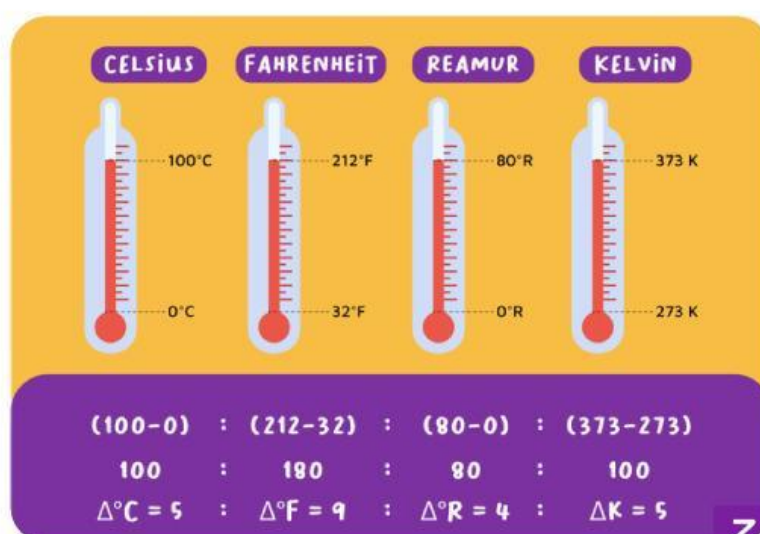 CELSIUS FAHRENHEIT REAMUR KELVIN
100°C 212°F 80°R 373 K
0°C 32°F 0°R 273 K
(100-0) : (212-32) : (80-0) : (373-273)
100 : 180 : 80 : 100
Δ°C = 5 : Δ°F = 9 : Δ°R = 4 : ΔK = 5